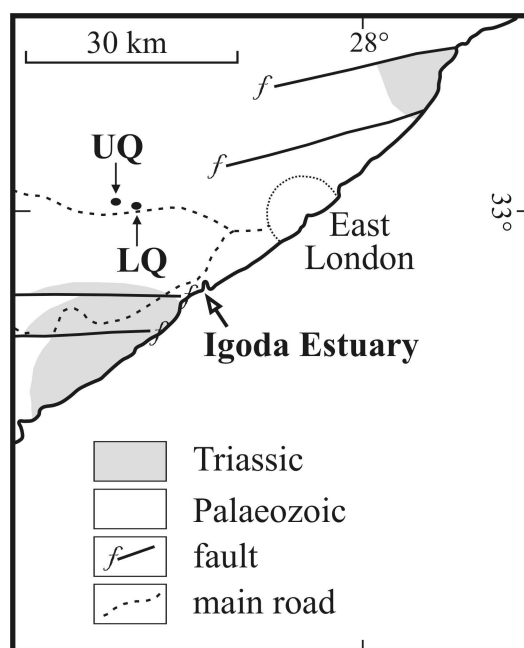 30 km
28°
f
f
UQ
33°
East
London
LQ
f
f
Igoda Estuary
Triassic
Palaeozoic
f
fault
main road